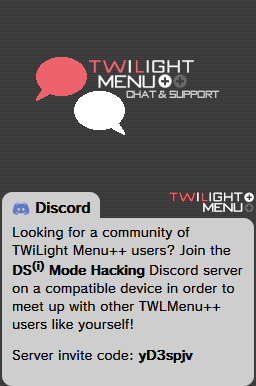 TWiLIGHT
MENU++
CHAT & SUPPORT
TWiLIGHT
MENU++
Discord
Looking for a community of
TWiLight Menu++ users? Join the
DS(i) Mode Hacking Discord server
on a compatible device in order to
meet up with other TWLMenu++
users like yourself!
Server invite code: yD3spjv